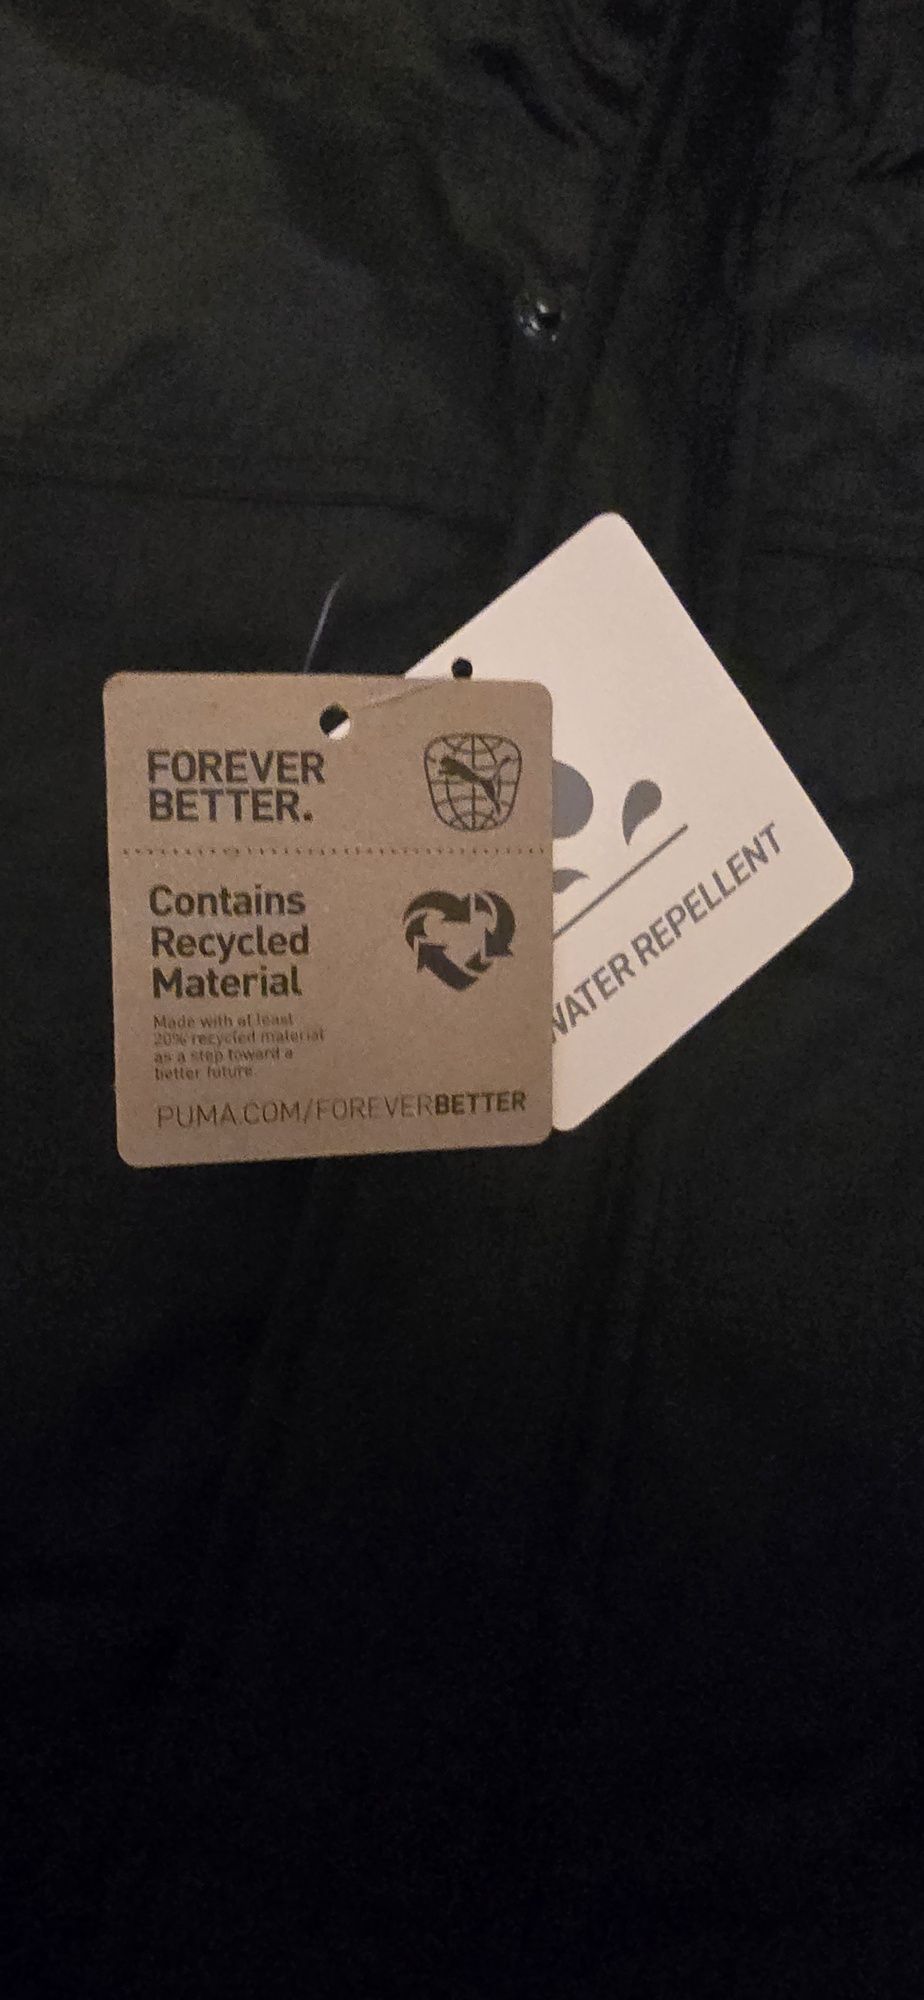 FOREVER
BETTER.
Contains
Recycled
Material
Made with at least
20% recycled material
as a step toward a
better future.
PUMA.COM/FOREVERBETTER
WATER REPELLENT